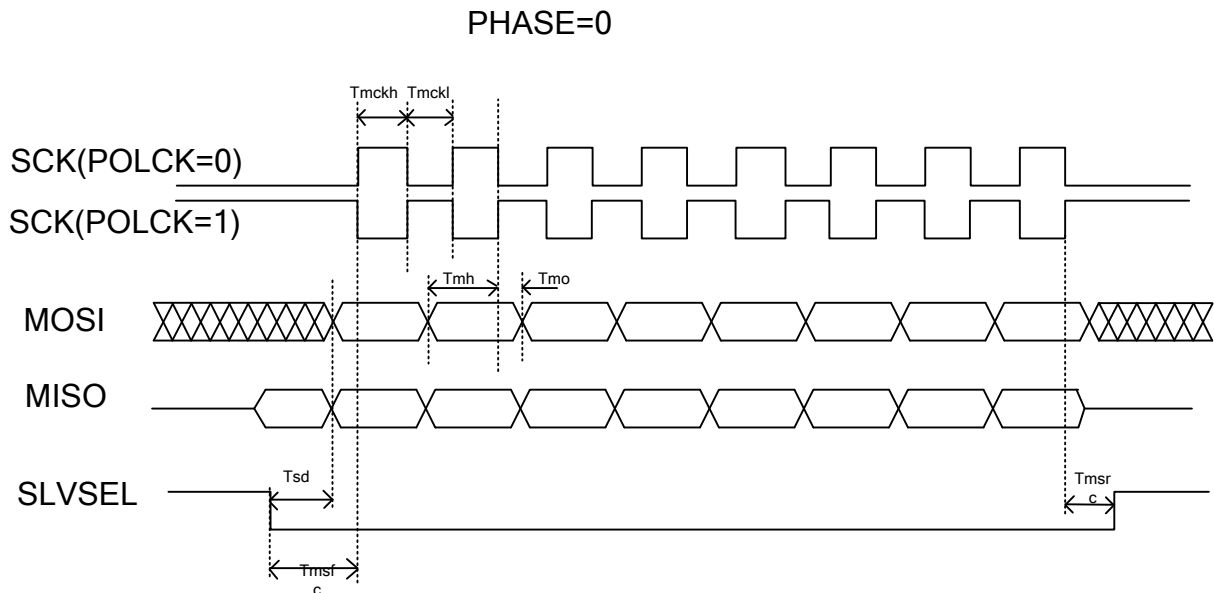 PHASE=0
Tmckh Tmckl
SCK(POLCK=0)
SCK(POLCK=1)
Tmh Tmo
MOSI
MISO
Tsd
SLVSEL
Tmsr
c
Tmsf
c